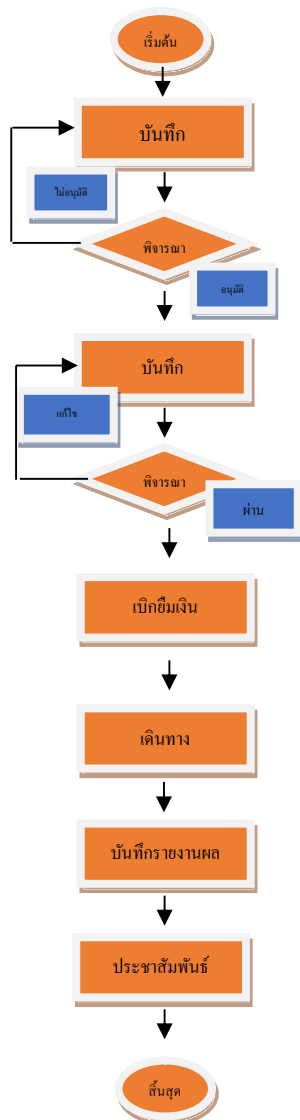 เริ่มต้น
บันทึก
ไม่อนุมัติ
พิจารณา
อนุมัติ
บันทึก
แก้ไข
พิจารณา
ผ่าน
เบิกยืมเงิน
เดินทาง
บันทึกรายงานผล
ประชาสัมพันธ์
สิ้นสุด